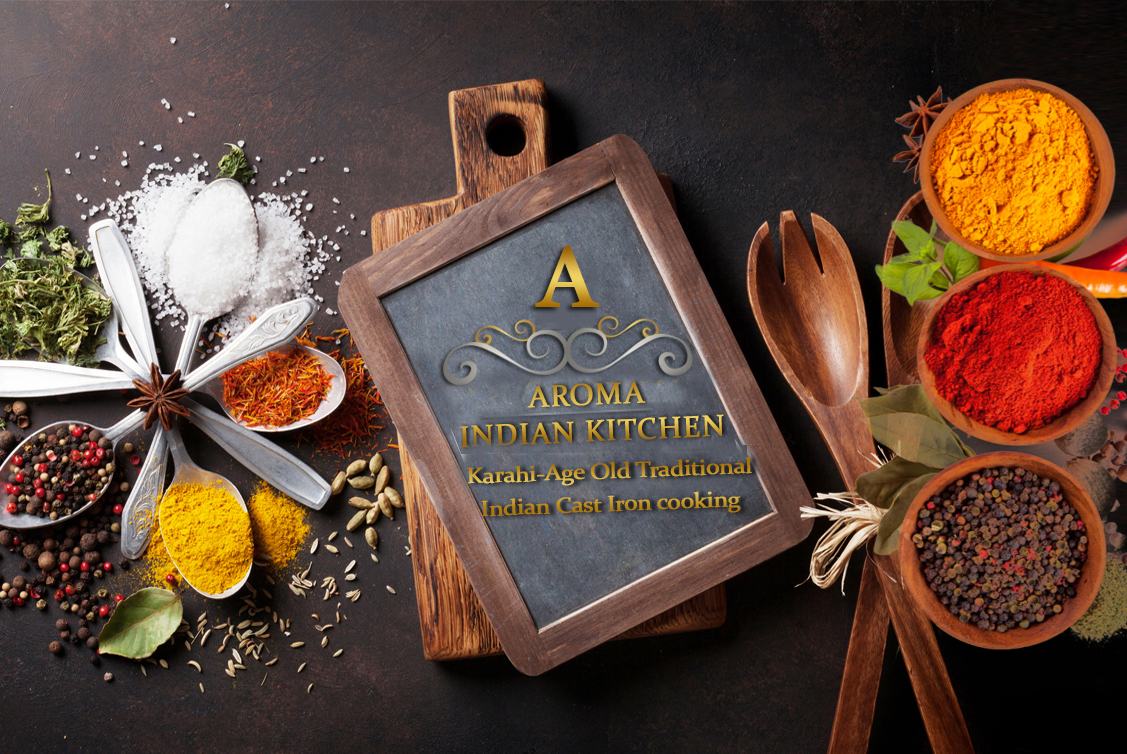 A
AROMA
INDIAN KITCHEN
Karahi-Age Old Traditional
Indian Cast Iron cooking